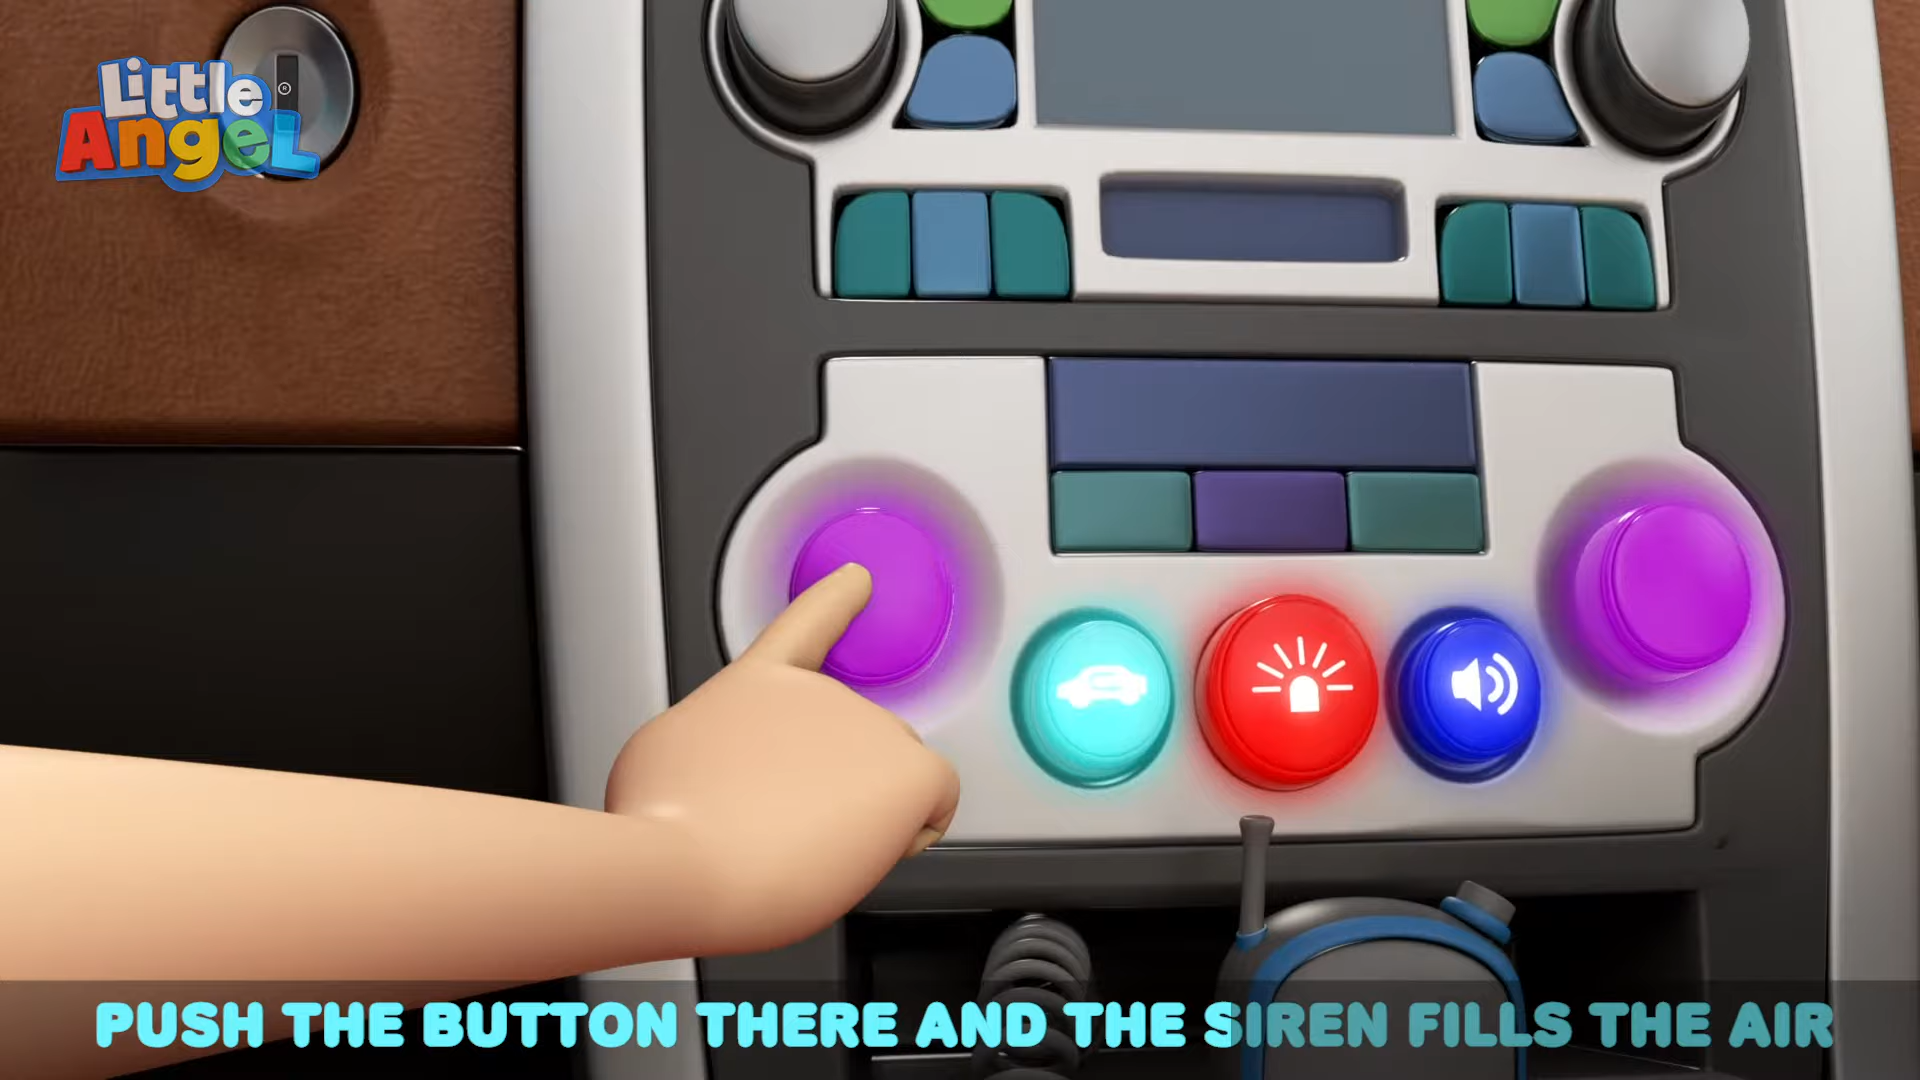 Little
Angel
®
PUSH THE BUTTON THERE AND THE SIREN FILLS THE AIR